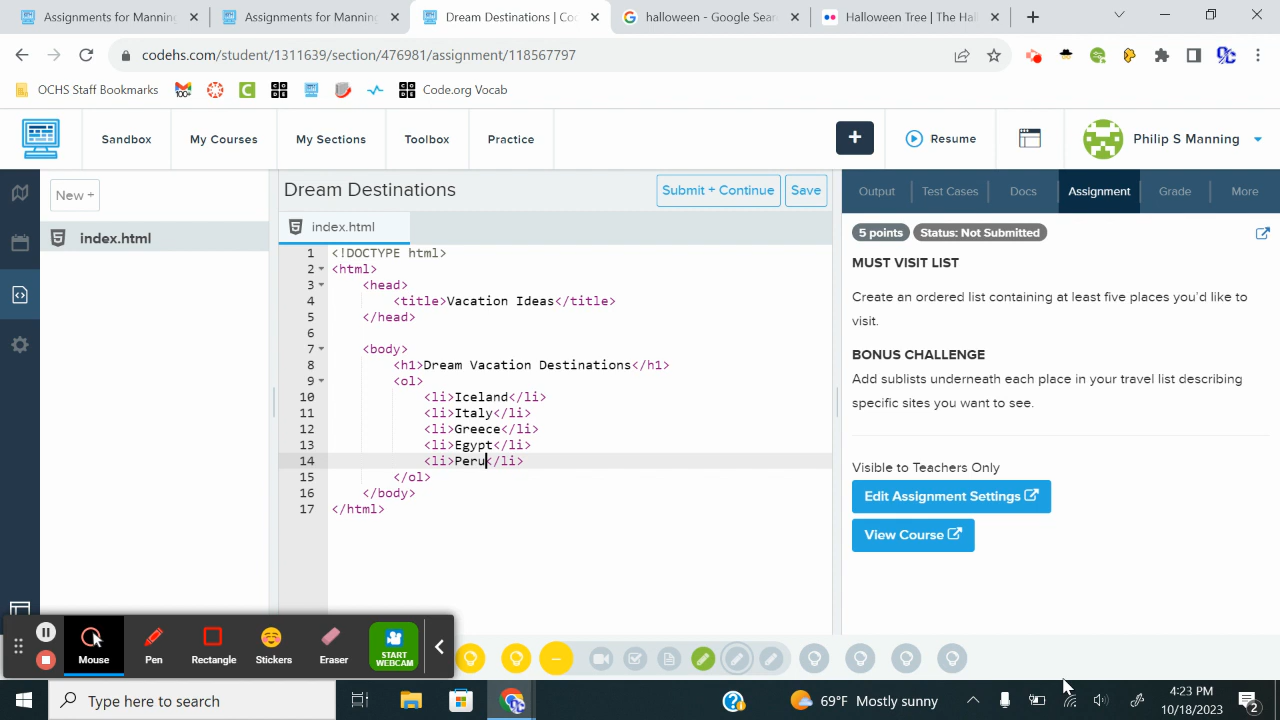 Assignments for Manning
Assignments for Manning
Dream Destinations | Co
halloween - Google Sear
Halloween Tree | The Hal
codehs.com/student/1311639/section/476981/assignment/118567797
OCHS Staff Bookmarks
Code.org Vocab
Sandbox
My Courses
My Sections
Toolbox
Practice
+
Resume
Philip S Manning
New +
Dream Destinations
Submit + Continue
Save
Output
Test Cases
Docs
Assignment
Grade
More
index.html
index.html
1 <!DOCTYPE html>
2 <html>
3 <head>
4 <title>Vacation Ideas</title>
5 </head>
6
7 <body>
8 <h1>Dream Vacation Destinations</h1>
9 <ol>
10 <li>Iceland</li>
11 <li>Italy</li>
12 <li>Greece</li>
13 <li>Egypt</li>
14 <li>Peru</li>
15 </ol>
16 </body>
17 </html>
5 points
Status: Not Submitted
MUST VISIT LIST
Create an ordered list containing at least five places you'd like to
visit.
BONUS CHALLENGE
Add sublists underneath each place in your travel list describing
specific sites you want to see.
Visible to Teachers Only
Edit Assignment Settings
View Course
Mouse
Pen
Rectangle
Stickers
Eraser
START
WEBCAM
Type here to search
69°F Mostly sunny
4:23 PM
10/18/2023
2